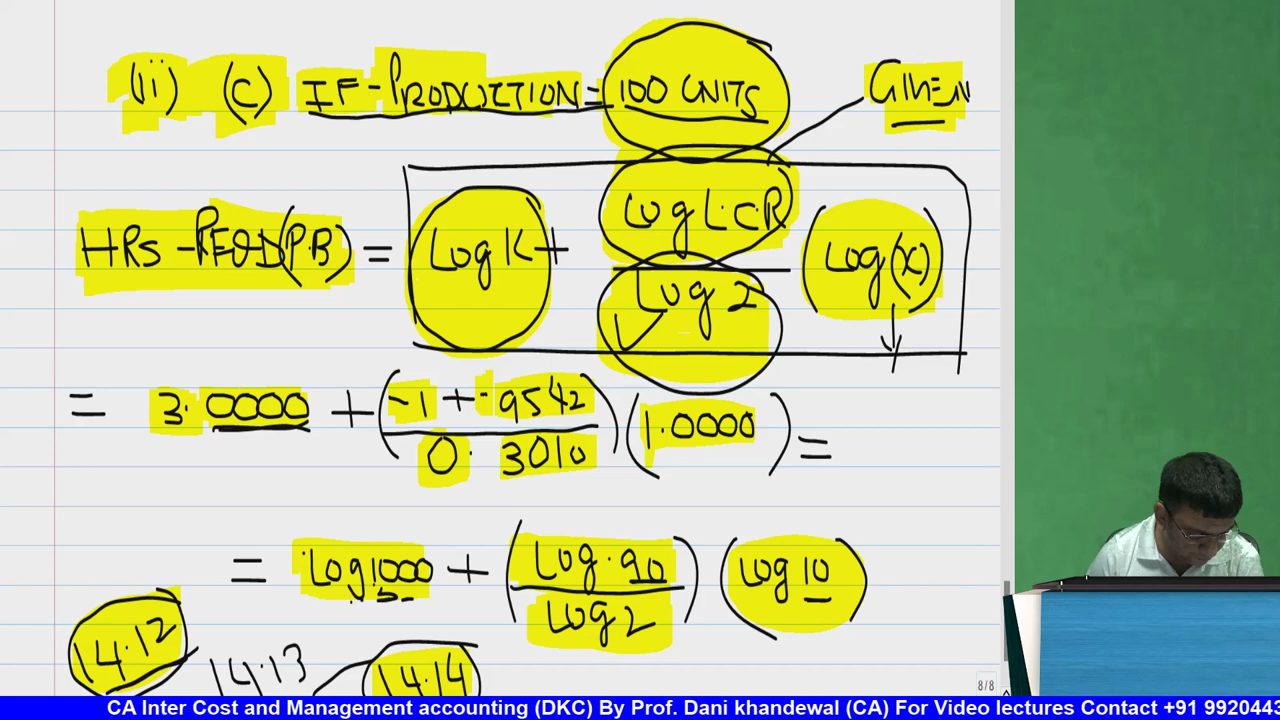 (ii) (C) IF-PRODUCTION = 100 UNITS GIVEN
HRS -REQD(P.B) = Log K + Log L.C.R / Log 2 (Log(x))
= 3.0000 + (-1 + .9542 / 0.3010) (1.0000) =
= Log 1000 + (Log .90 / Log 2) (Log 10)
14.12 14.13 14.14
8/8
CA Inter Cost and Management accounting (DKC) By Prof. Dani khandewal (CA) For Video lectures Contact +91 9920443